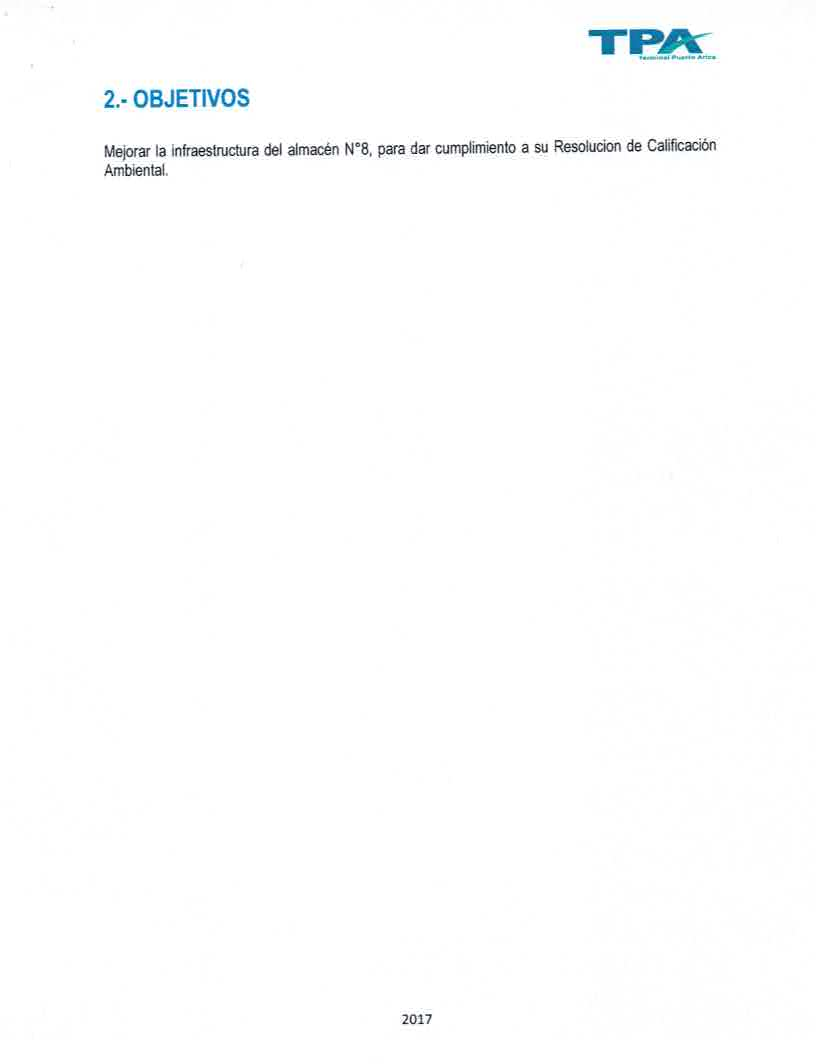 TPA
Terminal Puerto Arica
2.- OBJETIVOS
Mejorar la infraestructura del almacén N°8, para dar cumplimiento a su Resolucion de Calificación
Ambiental.
2017